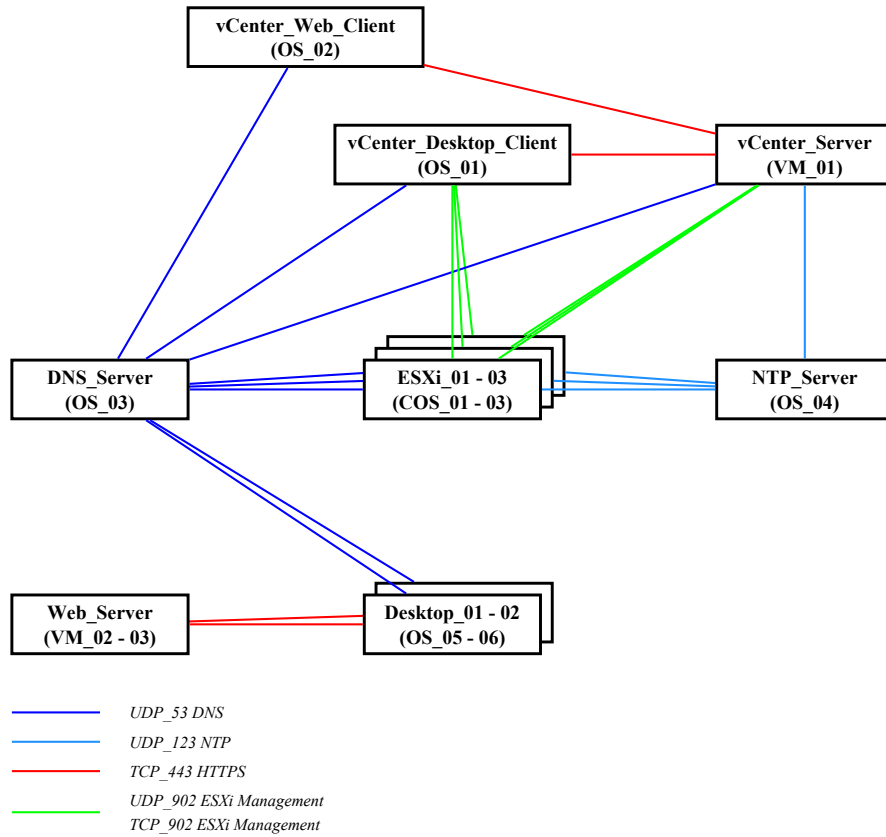 vCenter_Web_Client
(OS_02)
vCenter_Desktop_Client
(OS_01)
vCenter_Server
(VM_01)
DNS_Server
(OS_03)
ESXi_01 - 03
(COS_01 - 03)
NTP_Server
(OS_04)
Web_Server
(VM_02 - 03)
Desktop_01 - 02
(OS_05 - 06)
UDP_53 DNS
UDP_123 NTP
TCP_443 HTTPS
UDP_902 ESXi Management
TCP_902 ESXi Management